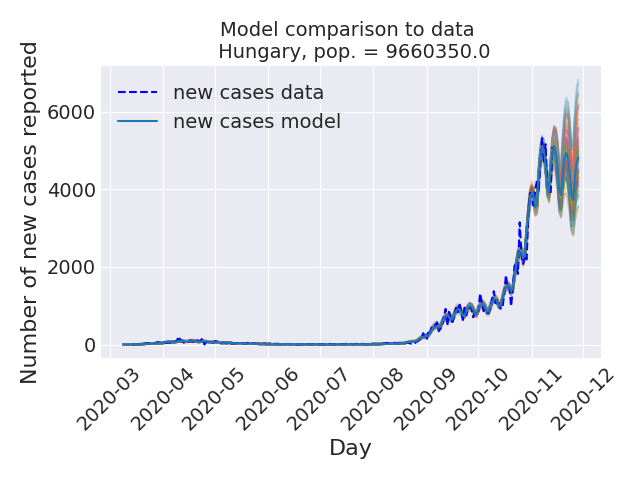 Model comparison to data
Hungary, pop. = 9660350.0
Number of new cases reported
6000
4000
2000
0
new cases data
new cases model
2020-03
2020-04
2020-05
2020-06
2020-07
2020-08
2020-09
2020-10
2020-11
2020-12
Day